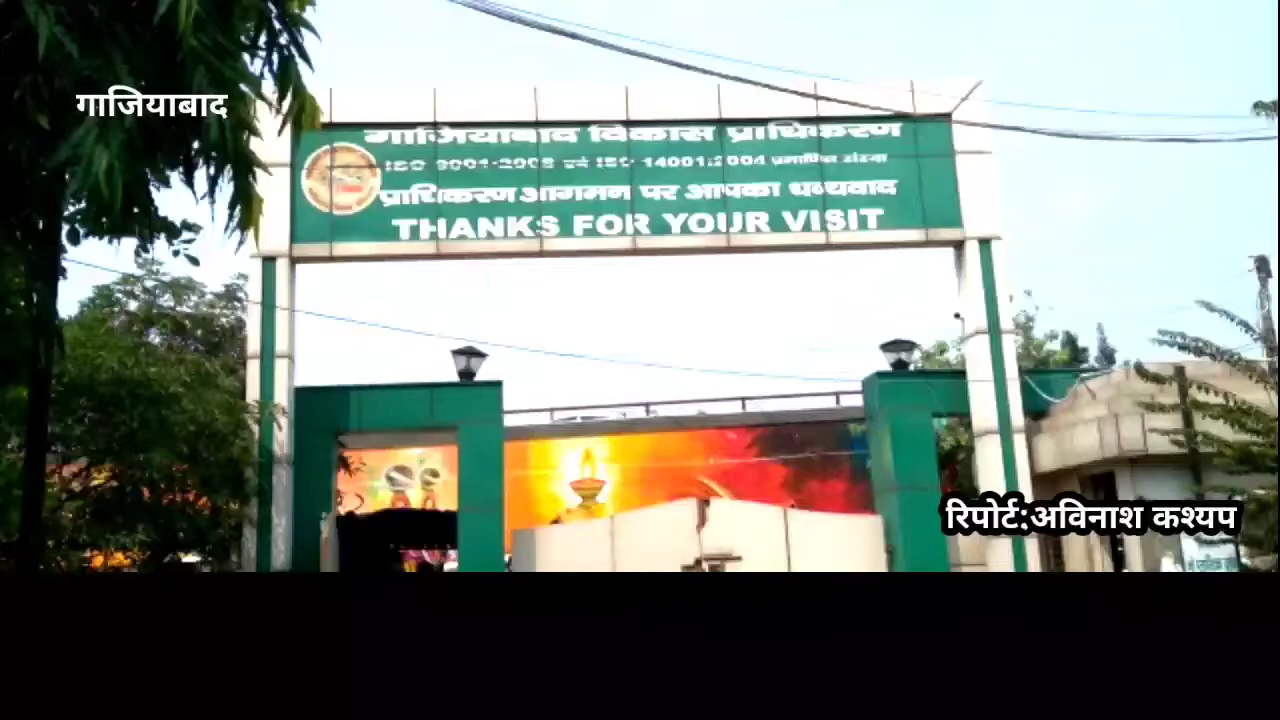 गाजियाबाद
गाजियाबाद विकास प्राधिकरण
ISO 9001:2008 एवं ISO 14001:2004 प्रमाणित संस्था
प्राधिकरण आगमन पर आपका धन्यवाद
THANKS FOR YOUR VISIT
रिपोर्ट:अविनाश कश्यप